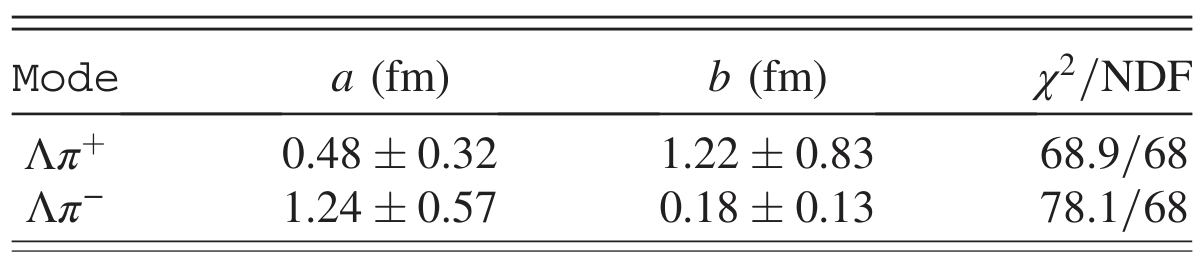 Mode a (fm) b (fm) χ²/NDF
Λπ⁺ 0.48 ± 0.32 1.22 ± 0.83 68.9/68
Λπ⁻ 1.24 ± 0.57 0.18 ± 0.13 78.1/68